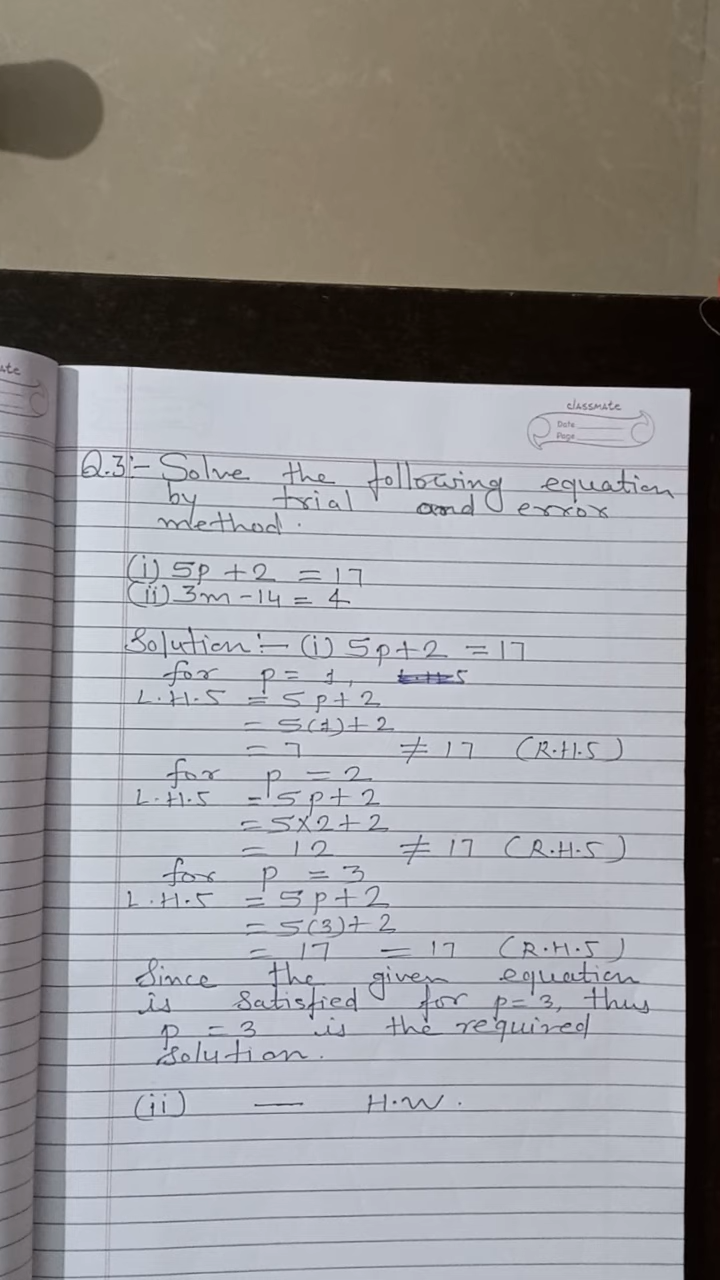 ate
classmate
Date
Page
Q.3:- Solve the following equation
by trial and error
method.
(i) 5p + 2 = 17
(ii) 3m - 14 = 4
Solution:- (i) 5p + 2 = 17
for p = 1,
L.H.S = 5p + 2
= 5(1) + 2
= 7 ≠ 17 (R.H.S)
for p = 2
L.H.S = 5p + 2
= 5×2 + 2
= 12 ≠ 17 (R.H.S)
for p = 3
L.H.S = 5p + 2
= 5(3) + 2
= 17 = 17 (R.H.S)
Since the given equation
is satisfied for p = 3, thus
p = 3 is the required
solution.
(ii) — H.W.